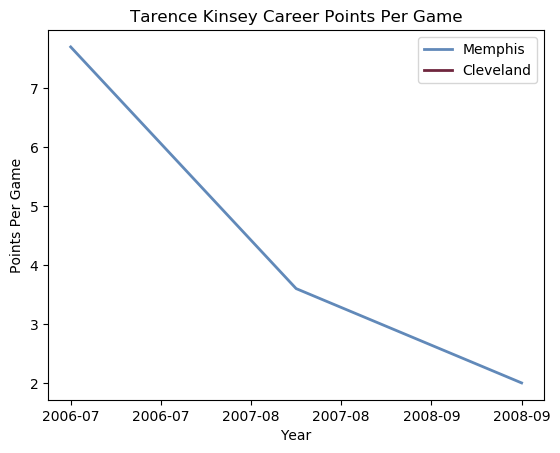 Tarence Kinsey Career Points Per Game
Memphis
Cleveland
Points Per Game
7
6
5
4
3
2
2006-07 2006-07 2007-08 2007-08 2008-09 2008-09
Year